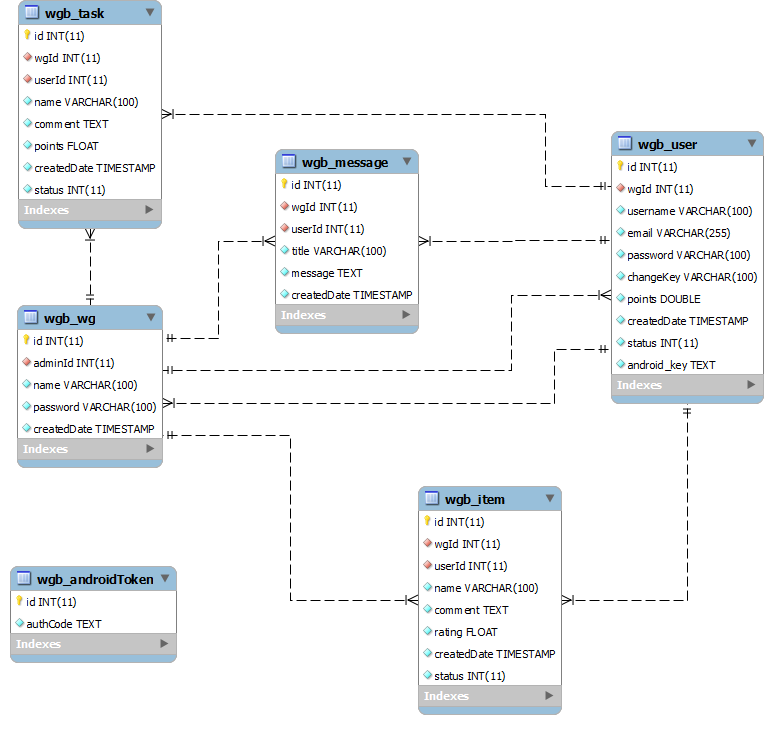 wgb_task
id INT(11)
wgId INT(11)
userId INT(11)
name VARCHAR(100)
comment TEXT
points FLOAT
createdDate TIMESTAMP
status INT(11)
Indexes
wgb_message
id INT(11)
wgId INT(11)
userId INT(11)
title VARCHAR(100)
message TEXT
createdDate TIMESTAMP
Indexes
wgb_user
id INT(11)
wgId INT(11)
username VARCHAR(100)
email VARCHAR(255)
password VARCHAR(100)
changeKey VARCHAR(100)
points DOUBLE
createdDate TIMESTAMP
status INT(11)
android_key TEXT
Indexes
wgb_wg
id INT(11)
adminId INT(11)
name VARCHAR(100)
password VARCHAR(100)
createdDate TIMESTAMP
Indexes
wgb_item
id INT(11)
wgId INT(11)
userId INT(11)
name VARCHAR(100)
comment TEXT
rating FLOAT
createdDate TIMESTAMP
status INT(11)
Indexes
wgb_androidToken
id INT(11)
authCode TEXT
Indexes